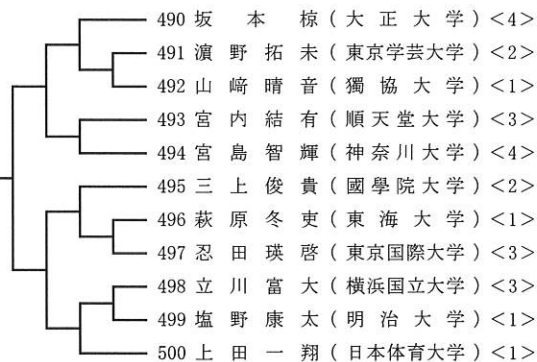 490 坂本椋（大正大学）<4>
491 濵野拓未（東京学芸大学）<2>
492 山﨑晴音（獨協大学）<1>
493 宮内結有（順天堂大学）<3>
494 宮島智輝（神奈川大学）<4>
495 三上俊貴（國學院大学）<2>
496 萩原冬吏（東海大学）<1>
497 忍田瑛啓（東京国際大学）<3>
498 立川富大（横浜国立大学）<3>
499 塩野康太（明治大学）<1>
500 上田一翔（日本体育大学）<1>